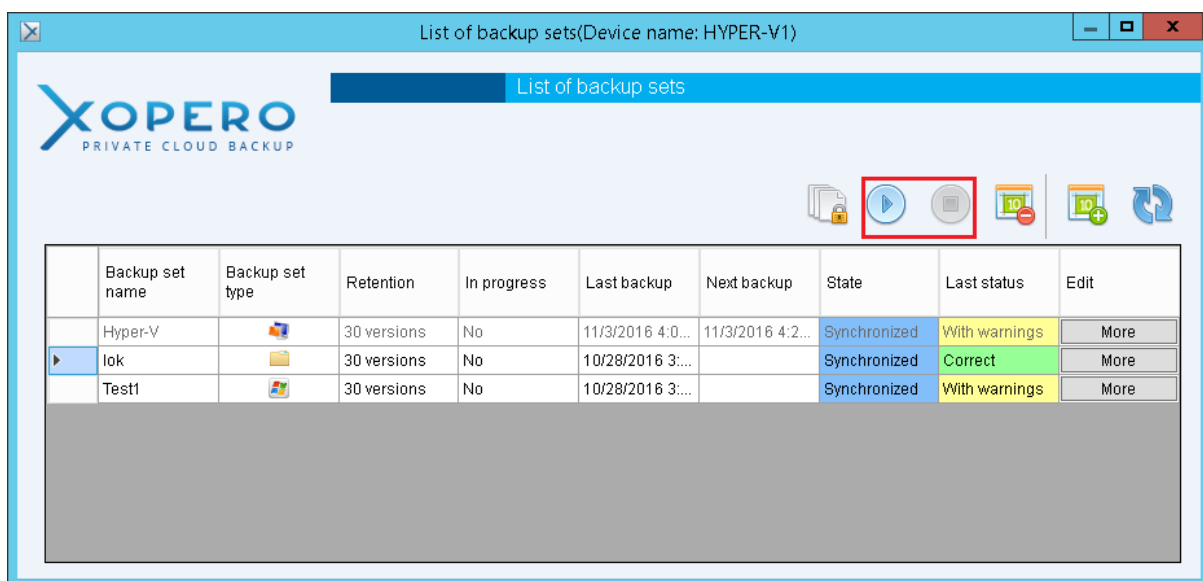 List of backup sets(Device name: HYPER-V1)
List of backup sets
XOPERO
PRIVATE CLOUD BACKUP
10 10
Backup set name Backup set type Retention In progress Last backup Next backup State Last status Edit
Hyper-V 30 versions No 11/3/2016 4:0... 11/3/2016 4:2... Synchronized With warnings More
lok 30 versions No 10/28/2016 3:... Synchronized Correct More
Test1 30 versions No 10/28/2016 3:... Synchronized With warnings More